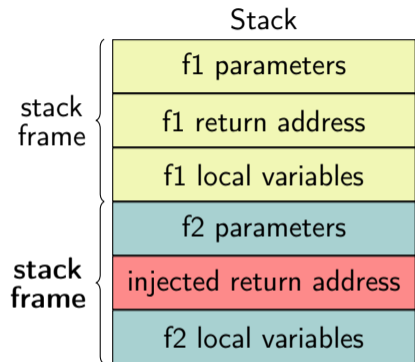 Stack
f1 parameters
stack
frame
f1 return address
f1 local variables
f2 parameters
stack
frame
injected return address
f2 local variables